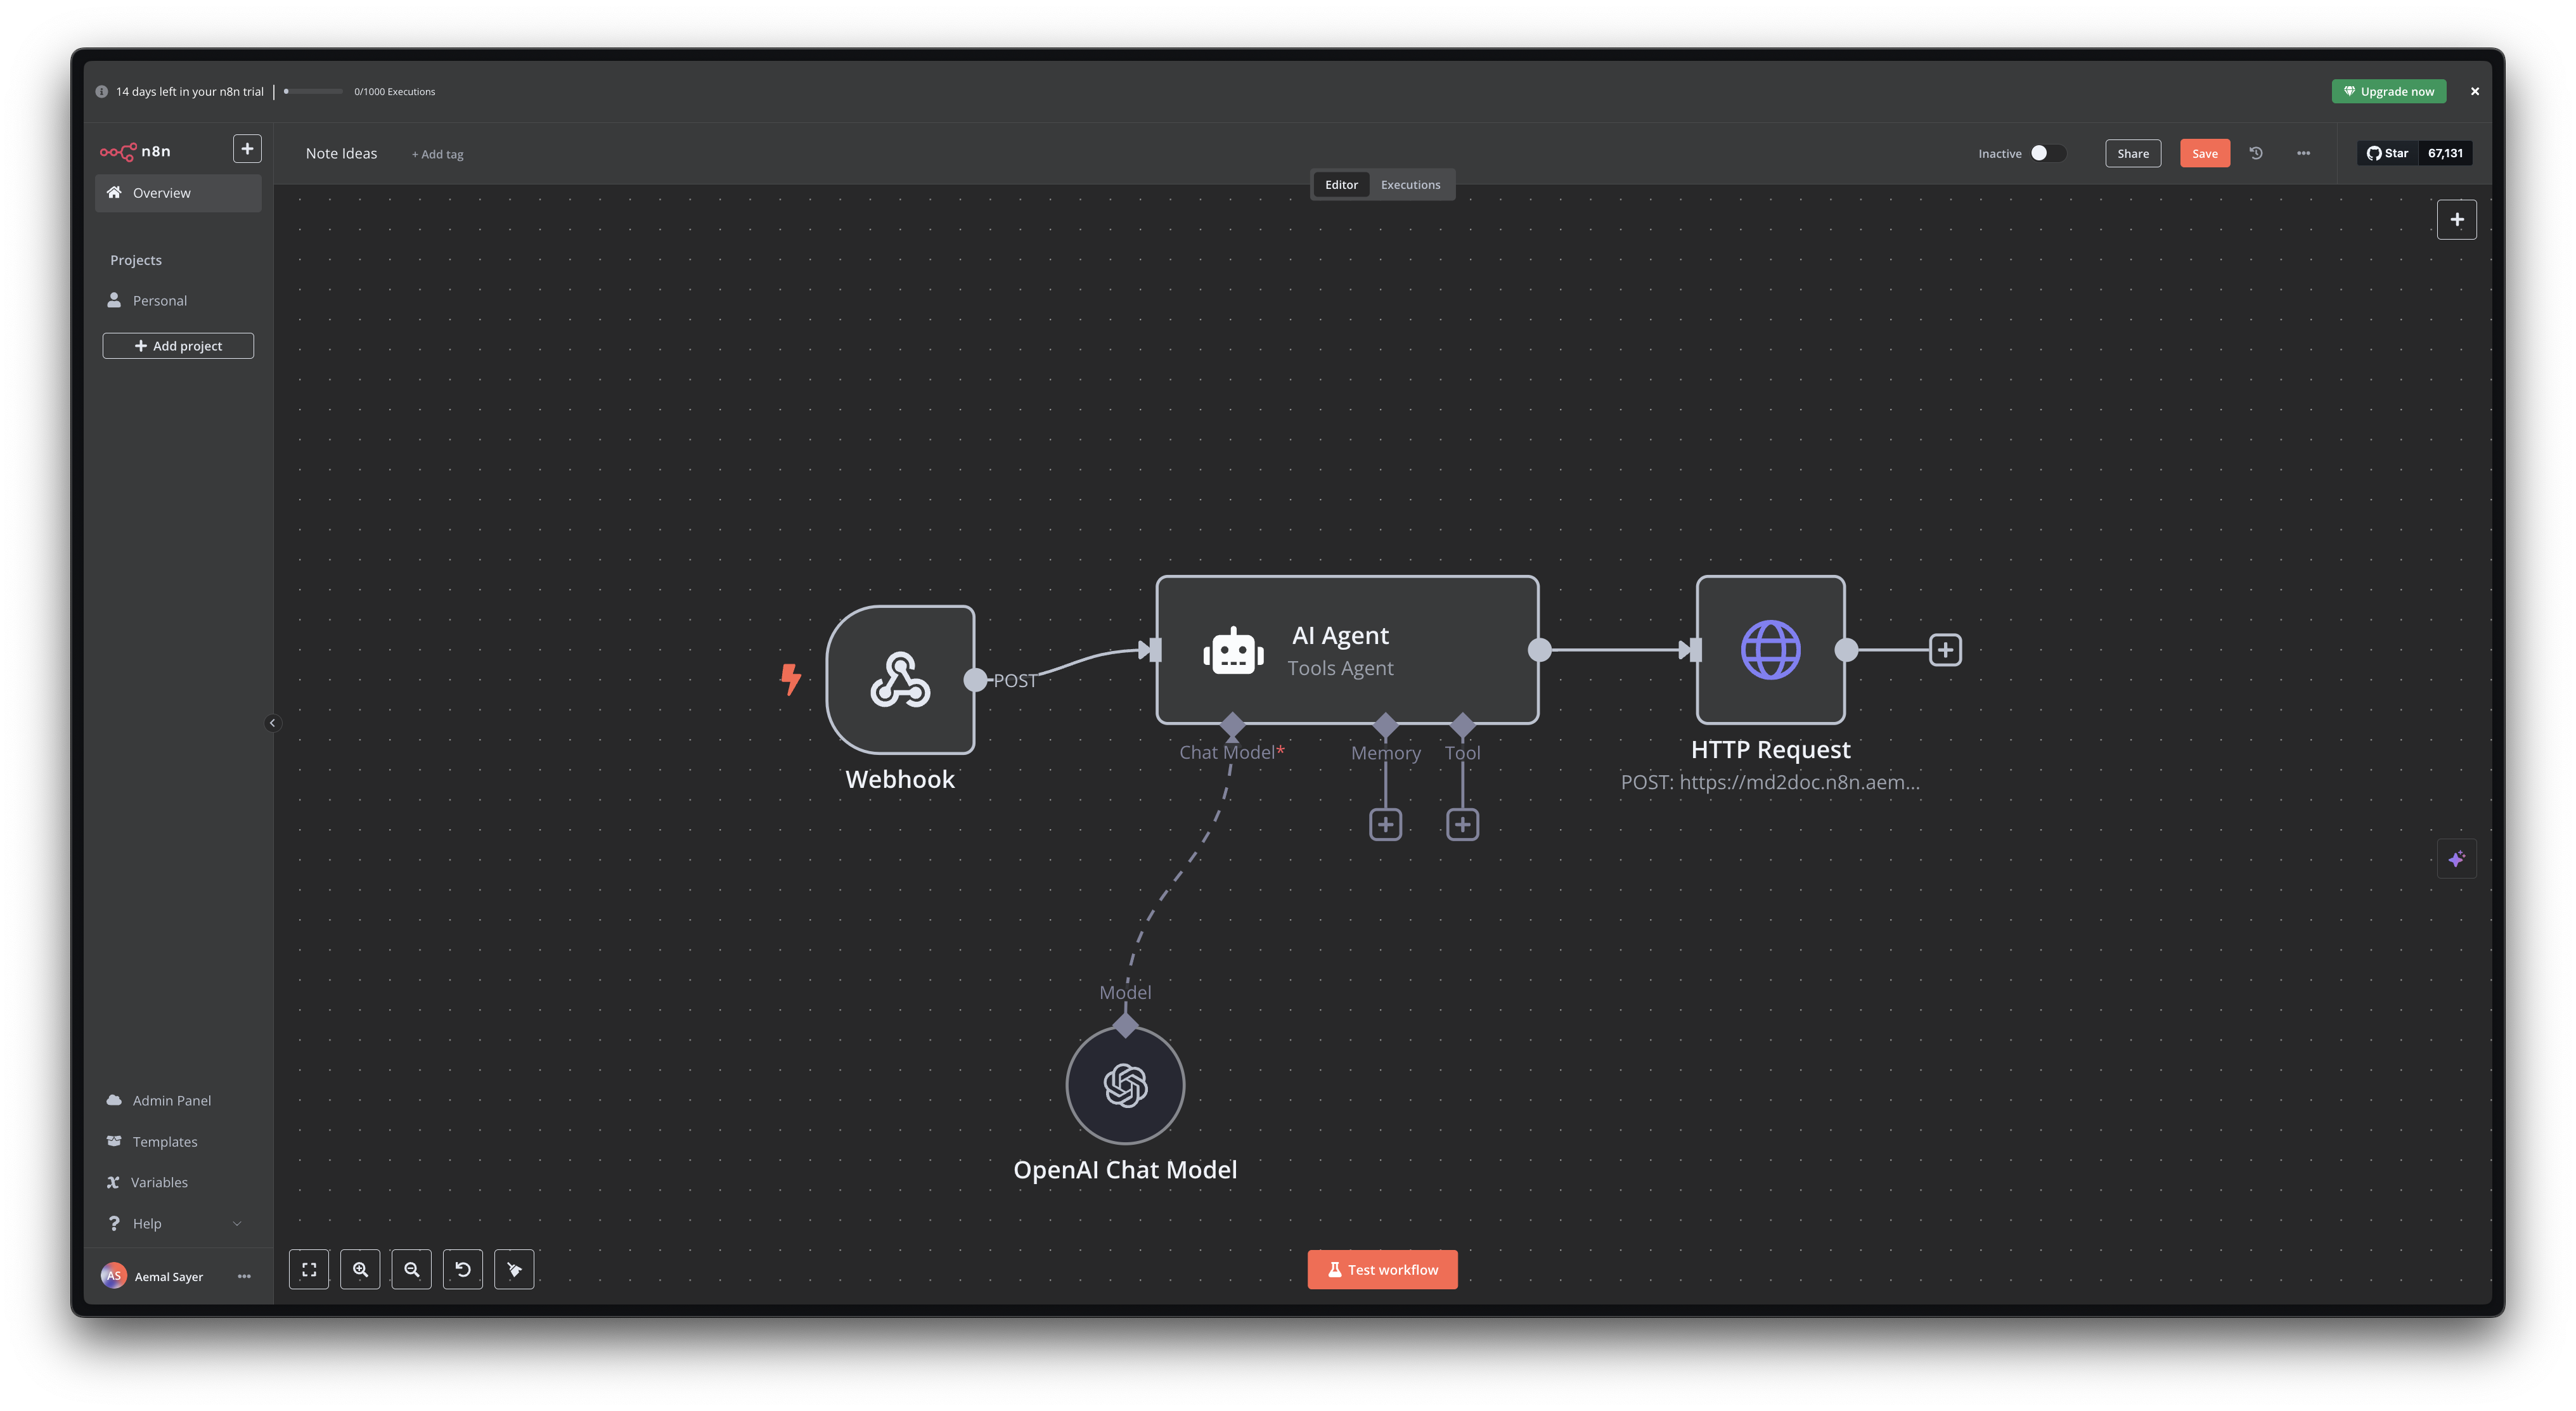 14 days left in your n8n trial
0/1000 Executions
Upgrade now
n8n
Overview
Projects
Personal
Add project
Admin Panel
Templates
Variables
Help
AS
Aemal Sayer
Note Ideas
+ Add tag
Inactive
Share
Save
Star
67,131
Editor
Executions
POST
Webhook
AI Agent
Tools Agent
Chat Model*
Memory
Tool
HTTP Request
POST: https://md2doc.n8n.aem...
Model
OpenAI Chat Model
Test workflow